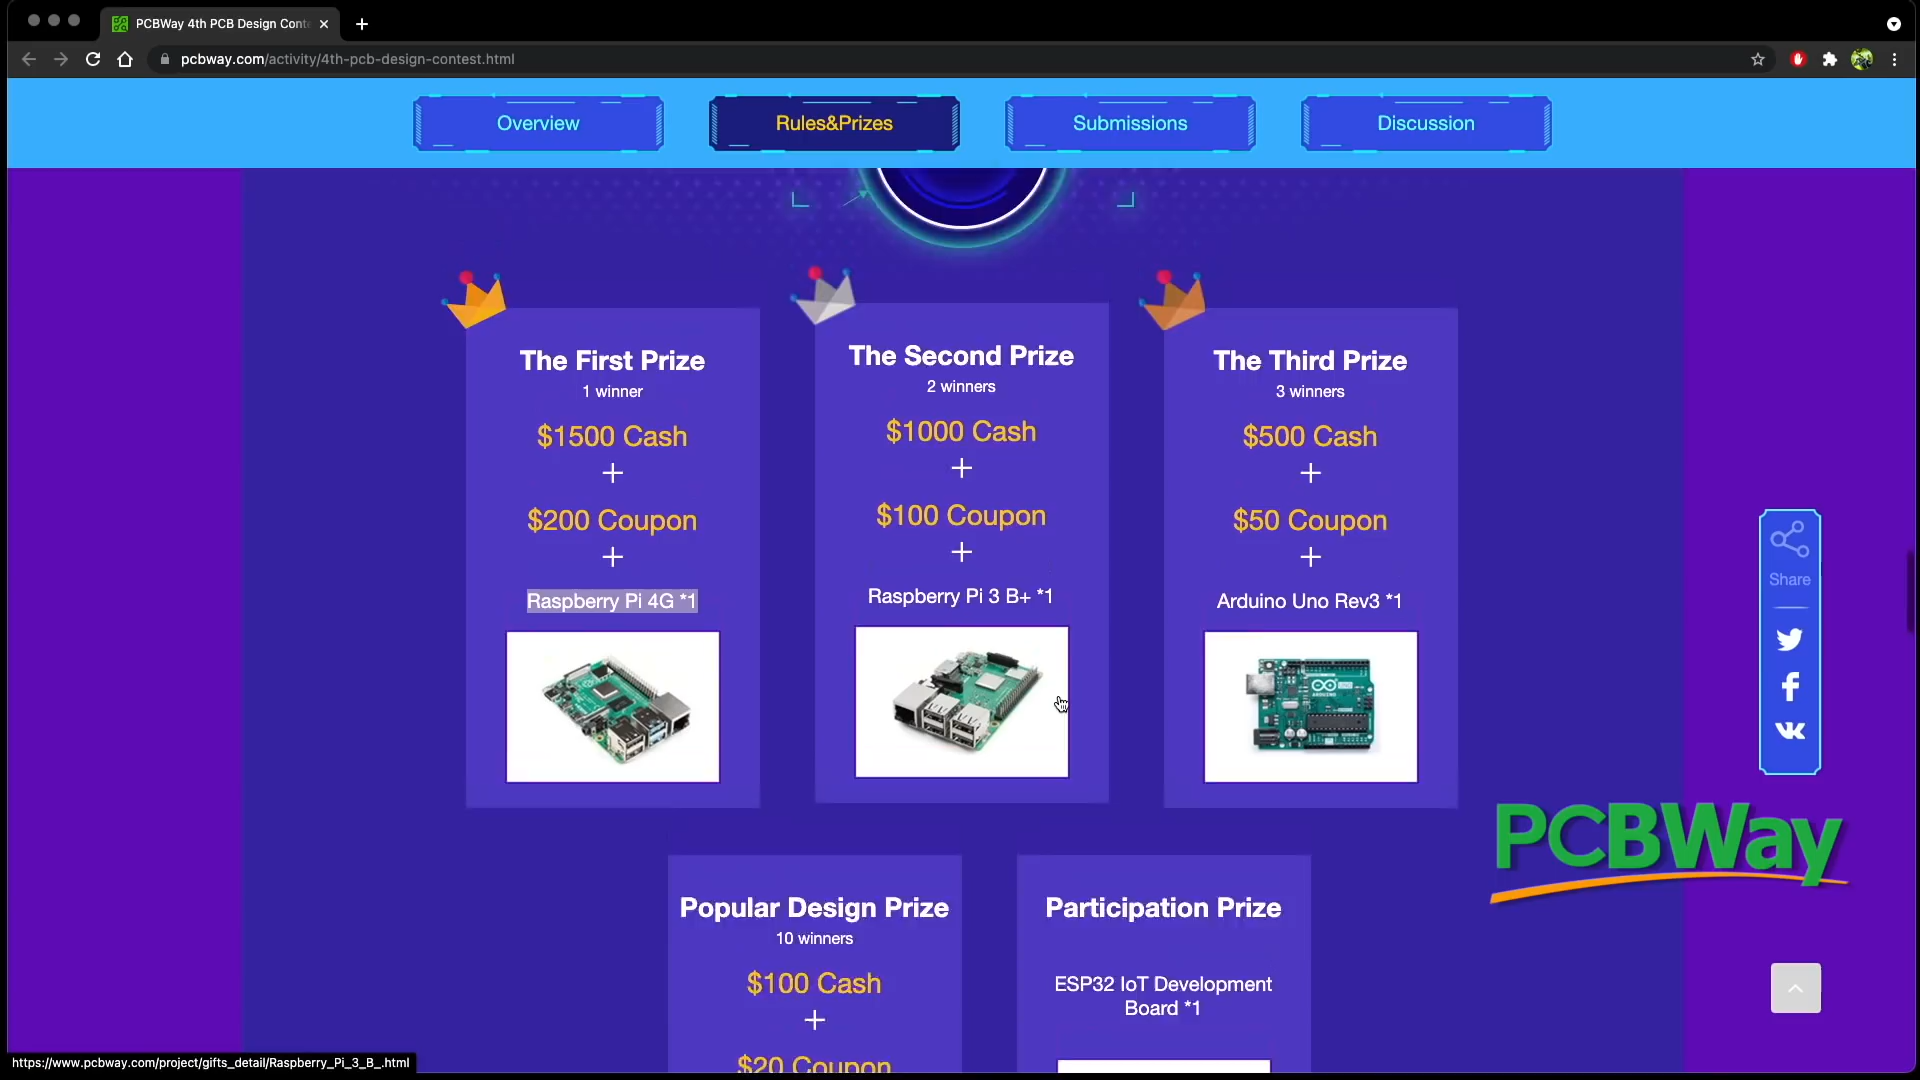 PCBWay 4th PCB Design Conte
pcbway.com/activity/4th-pcb-design-contest.html
Overview
Rules&Prizes
Submissions
Discussion
The First Prize
1 winner
$1500 Cash
+
$200 Coupon
+
Raspberry Pi 4G *1
The Second Prize
2 winners
$1000 Cash
+
$100 Coupon
+
Raspberry Pi 3 B+ *1
The Third Prize
3 winners
$500 Cash
+
$50 Coupon
+
Arduino Uno Rev3 *1
Share
PCBWay
Popular Design Prize
10 winners
$100 Cash
+
$20 Coupon
Participation Prize
ESP32 IoT Development
Board *1
https://www.pcbway.com/project/gifts_detail/Raspberry_Pi_3_B_.html